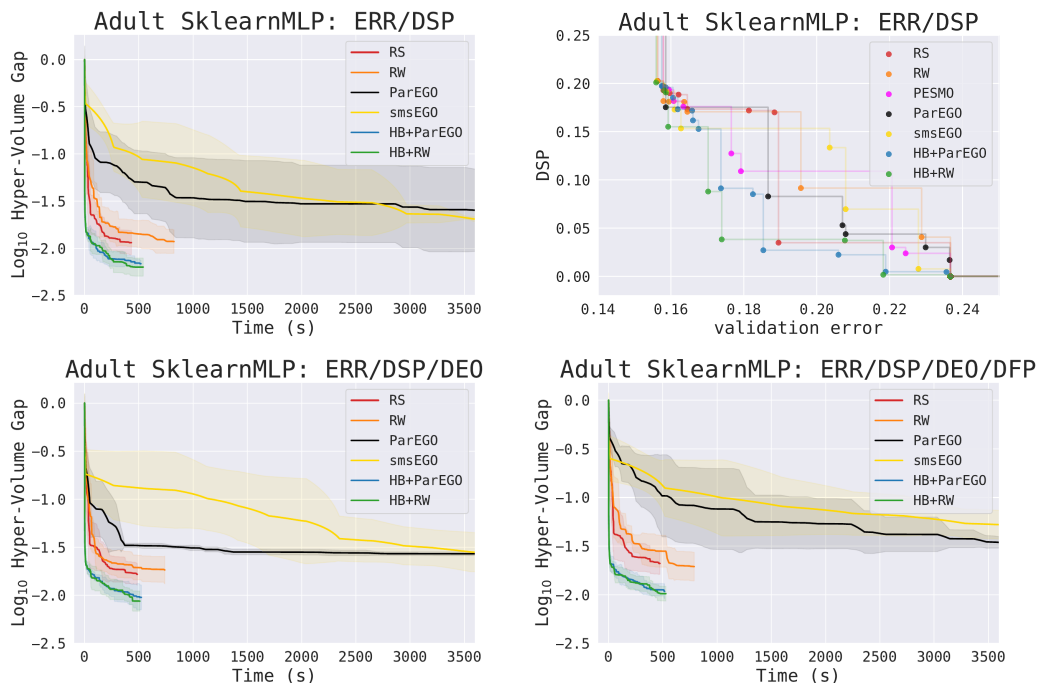 Adult SklearnMLP: ERR/DSP
Log₁₀ Hyper-Volume Gap
0.0
−0.5
−1.0
−1.5
−2.0
−2.5
RS
RW
ParEGO
smsEGO
HB+ParEGO
HB+RW
0 500 1000 1500 2000 2500 3000 3500
Time (s)
Adult SklearnMLP: ERR/DSP
DSP
0.25
0.20
0.15
0.10
0.05
0.00
RS
RW
PESMO
ParEGO
smsEGO
HB+ParEGO
HB+RW
0.14 0.16 0.18 0.20 0.22 0.24
validation error
Adult SklearnMLP: ERR/DSP/DEO
Log₁₀ Hyper-Volume Gap
0.0
−0.5
−1.0
−1.5
−2.0
−2.5
RS
RW
ParEGO
smsEGO
HB+ParEGO
HB+RW
0 500 1000 1500 2000 2500 3000 3500
Time (s)
Adult SklearnMLP: ERR/DSP/DEO/DFP
Log₁₀ Hyper-Volume Gap
0.0
−0.5
−1.0
−1.5
−2.0
−2.5
RS
RW
ParEGO
smsEGO
HB+ParEGO
HB+RW
0 500 1000 1500 2000 2500 3000 3500
Time (s)